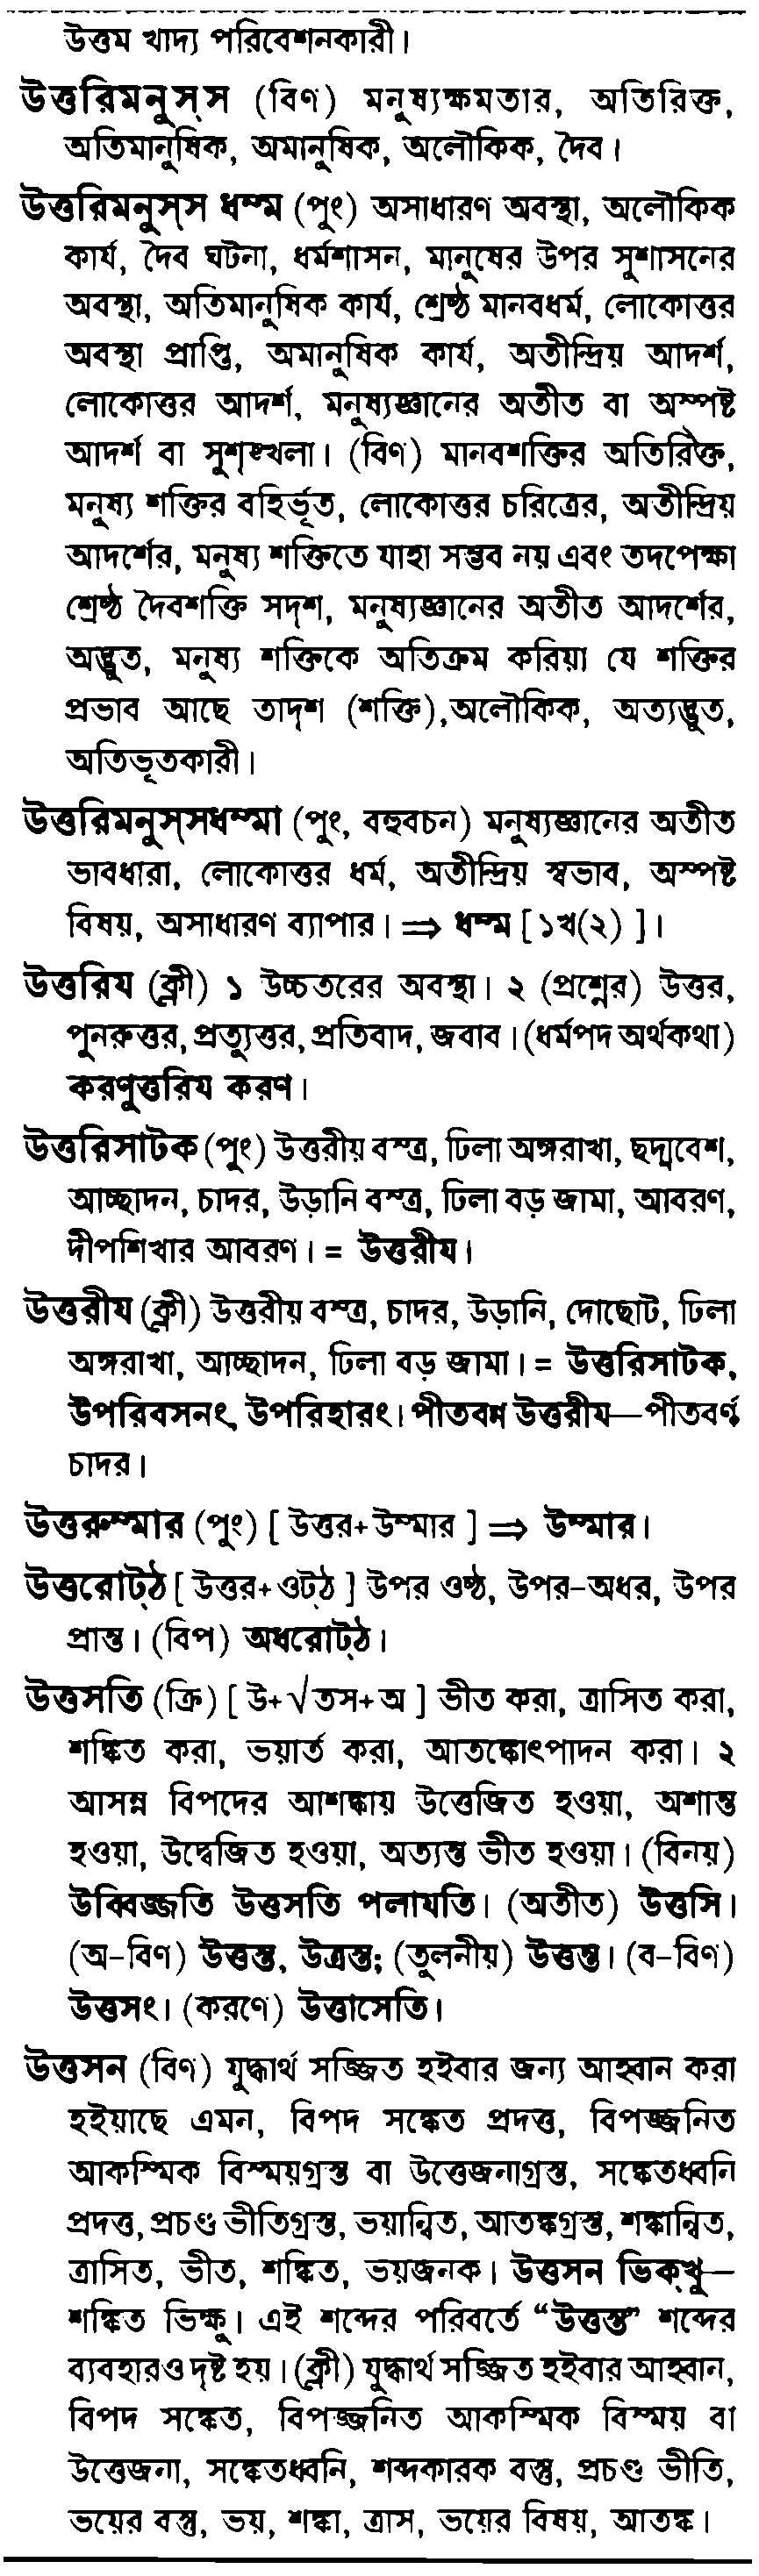 উত্তম খাদ্য পরিবেশনকারী।
উত্তরিমনুস্‌স (বিণ) মনুষ্যক্ষমতার, অতিরিক্ত,
অতিমানুষিক, অমানুষিক, অলৌকিক, দৈব।
উত্তরিমনুস্‌স ধম্ম (পুং) অসাধারণ অবস্থা, অলৌকিক
কার্য, দৈব ঘটনা, ধর্মশাসন, মানুষের উপর সুশাসনের
অবস্থা, অতিমানুষিক কার্য, শ্রেষ্ঠ মানবধর্ম, লোকোত্তর
অবস্থা প্রাপ্তি, অমানুষিক কার্য, অতীন্দ্রিয় আদর্শ,
লোকোত্তর আদর্শ, মনুষ্যজ্ঞানের অতীত বা অস্পষ্ট
আদর্শ বা সুশৃঙ্খলা। (বিণ) মানবশক্তির অতিরিক্ত,
মনুষ্য শক্তির বহির্ভূত, লোকোত্তর চরিত্রের, অতীন্দ্রিয়
আদর্শের, মনুষ্য শক্তিতে যাহা সম্ভব নয় এবং তদপেক্ষা
শ্রেষ্ঠ দৈবশক্তি সদৃশ, মনুষ্যজ্ঞানের অতীত আদর্শের,
অদ্ভুত, মনুষ্য শক্তিকে অতিক্রম করিয়া যে শক্তির
প্রভাব আছে তাদৃশ (শক্তি),অলৌকিক, অত্যদ্ভুত,
অতিভূতকারী।
উত্তরিমনুস্‌সধম্মা (পুং, বহুবচন) মনুষ্যজ্ঞানের অতীত
ভাবধারা, লোকোত্তর ধর্ম, অতীন্দ্রিয় স্বভাব, অস্পষ্ট
বিষয়, অসাধারণ ব্যাপার। ⇒ ধম্ম [১খ(২) ]।
উত্তরিয (ক্লী) ১ উচ্চতরের অবস্থা। ২ (প্রশ্নের) উত্তর,
পুনরুত্তর, প্রত্যুত্তর, প্রতিবাদ, জবাব। (ধর্মপদ অর্থকথা)
করণুত্তরিয করণ।
উত্তরিসাটক (পুং) উত্তরীয় বস্ত্র, ঢিলা অঙ্গরাখা, ছদ্মবেশ,
আচ্ছাদন, চাদর, উড়ানি বস্ত্র, ঢিলা বড় জামা, আবরণ,
দীপশিখার আবরণ। = উত্তরীয।
উত্তরীয (ক্লী) উত্তরীয় বস্ত্র, চাদর, উড়ানি, দোছোট, ঢিলা
অঙ্গরাখা, আচ্ছাদন, ঢিলা বড় জামা। = উত্তরিসাটক,
উপরিবসনং, উপরিহারং। পীতবন্ন উত্তরীয—পীতবর্ণ
চাদর।
উত্তরুম্মার (পুং) [ উত্তর+উম্মার ] ⇒ উম্মার।
উত্তরোট্‌ঠ [ উত্তর+ওট্‌ঠ ] উপর ওষ্ঠ, উপর-অধর, উপর
প্রান্ত। (বিপ) অধরোট্‌ঠ।
উত্তসতি (ক্রি) [ উ+√তস+অ ] ভীত করা, ত্রাসিত করা,
শঙ্কিত করা, ভয়ার্ত করা, আতঙ্কোৎপাদন করা। ২
আসন্ন বিপদের আশঙ্কায় উত্তেজিত হওয়া, অশান্ত
হওয়া, উদ্বেজিত হওয়া, অত্যন্ত ভীত হওয়া। (বিনয়)
উব্বিজ্জতি উত্তসতি পলাযতি। (অতীত) উত্তসি।
(অ-বিণ) উত্তস্ত, উত্রস্ত; (তুলনীয়) উত্তস্ত। (ব-বিণ)
উত্তসং। (করণে) উত্তাসেতি।
উত্তসন (বিণ) যুদ্ধার্থ সজ্জিত হইবার জন্য আহ্বান করা
হইয়াছে এমন, বিপদ সঙ্কেত প্রদত্ত, বিপজ্জনিত
আকস্মিক বিস্ময়গ্রস্ত বা উত্তেজনাগ্রস্ত, সঙ্কেতধ্বনি
প্রদত্ত, প্রচণ্ড ভীতিগ্রস্ত, ভয়ান্বিত, আতঙ্কগ্রস্ত, শঙ্কান্বিত,
ত্রাসিত, ভীত, শঙ্কিত, ভয়জনক। উত্তসন ভিক্‌খু—
শঙ্কিত ভিক্ষু। এই শব্দের পরিবর্তে “উত্তস্ত” শব্দের
ব্যবহারও দৃষ্ট হয়। (ক্লী) যুদ্ধার্থ সজ্জিত হইবার আহ্বান,
বিপদ সঙ্কেত, বিপজ্জনিত আকস্মিক বিস্ময় বা
উত্তেজনা, সঙ্কেতধ্বনি, শব্দকারক বস্তু, প্রচণ্ড ভীতি,
ভয়ের বস্তু, ভয়, শঙ্কা, ত্রাস, ভয়ের বিষয়, আতঙ্ক।